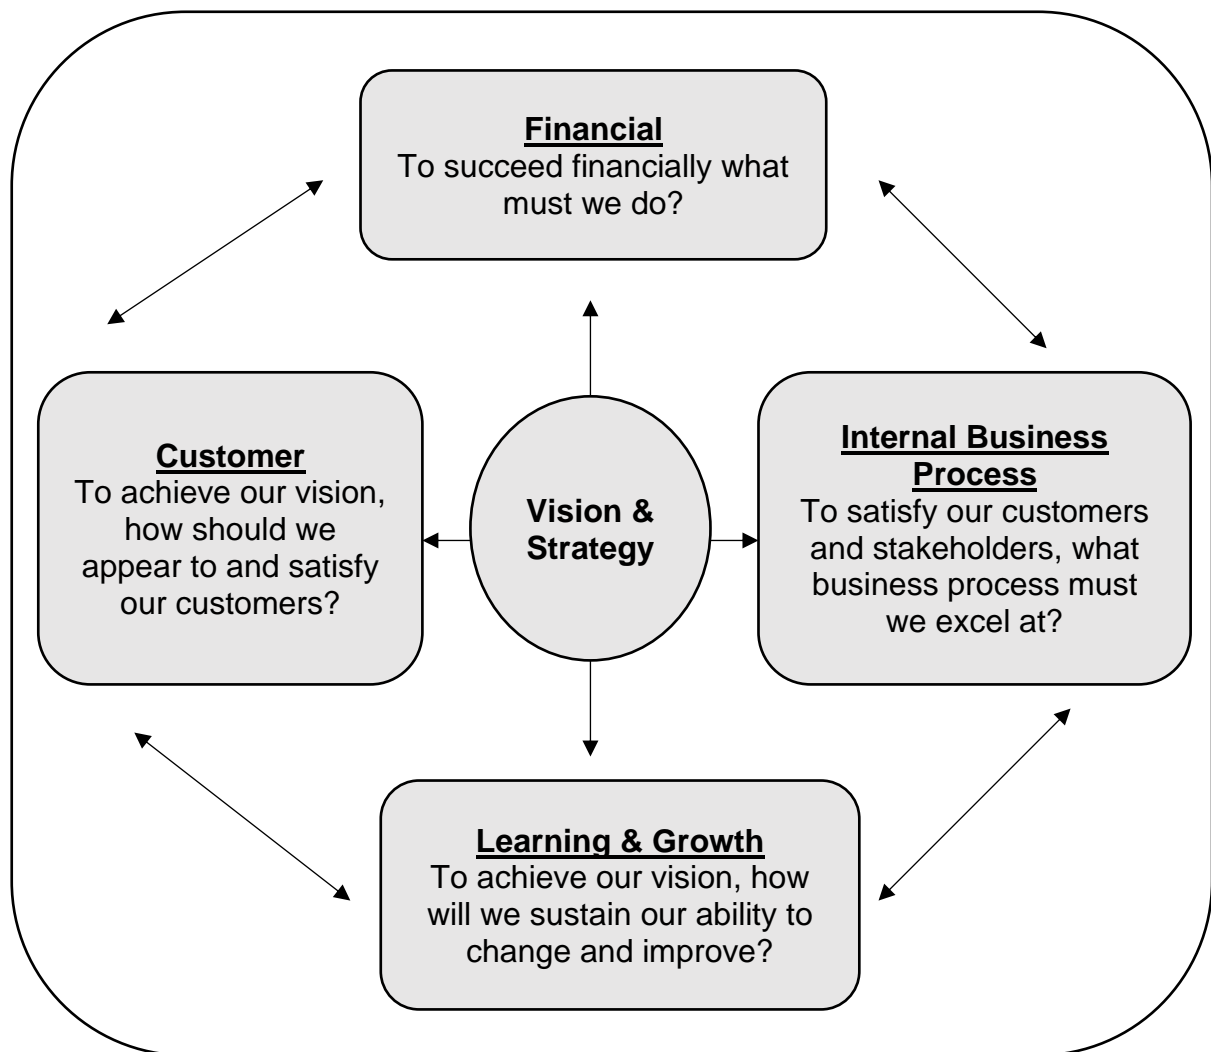 Financial
To succeed financially what
must we do?
Customer
To achieve our vision,
how should we
appear to and satisfy
our customers?
Vision &
Strategy
Internal Business
Process
To satisfy our customers
and stakeholders, what
business process must
we excel at?
Learning & Growth
To achieve our vision, how
will we sustain our ability to
change and improve?